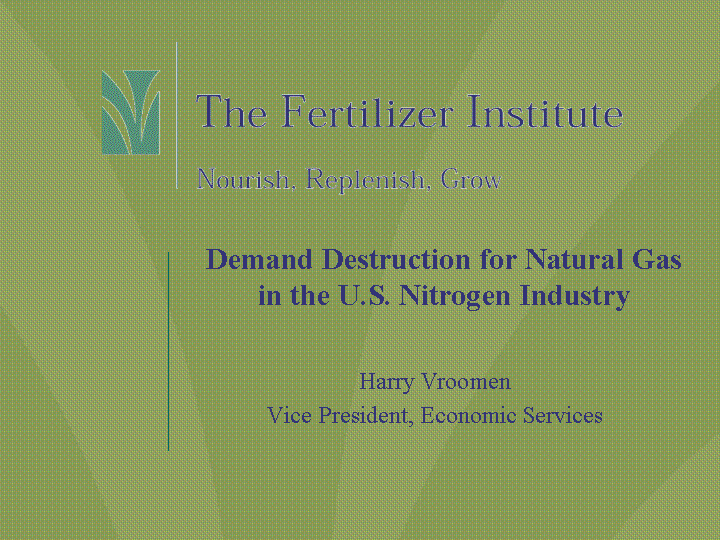 The Fertilizer Institute
Nourish, Replenish, Grow
Demand Destruction for Natural Gas
in the U.S. Nitrogen Industry
Harry Vroomen
Vice President, Economic Services